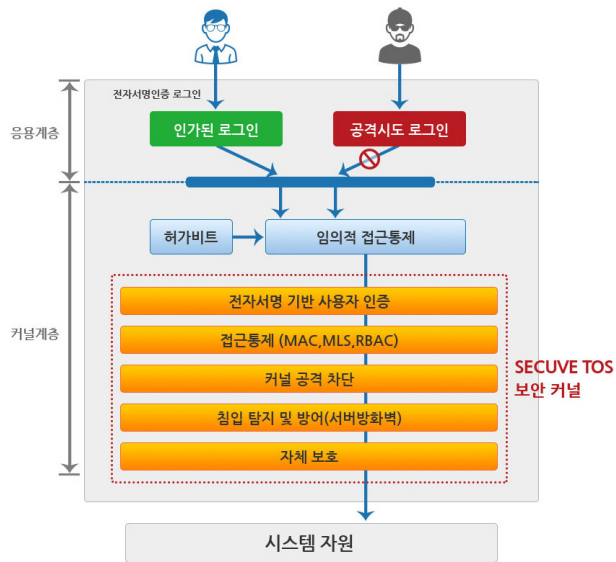 전자서명인증 로그인
응용계층
인가된 로그인
공격시도 로그인
허가비트
임의적 접근통제
커널계층
전자서명 기반 사용자 인증
접근통제 (MAC,MLS,RBAC)
커널 공격 차단
침입 탐지 및 방어(서버방화벽)
자체 보호
SECUVE TOS
보안 커널
시스템 자원